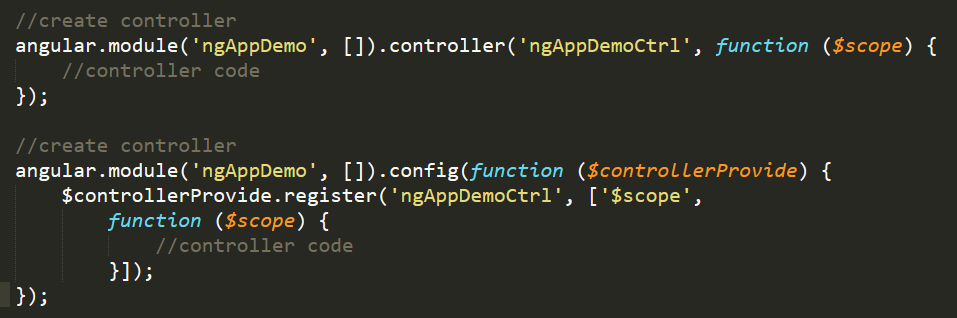 //create controller
angular.module('ngAppDemo', []).controller('ngAppDemoCtrl', function ($scope) {
//controller code
});
//create controller
angular.module('ngAppDemo', []).config(function ($controllerProvide) {
$controllerProvide.register('ngAppDemoCtrl', ['$scope',
function ($scope) {
//controller code
}]);
});